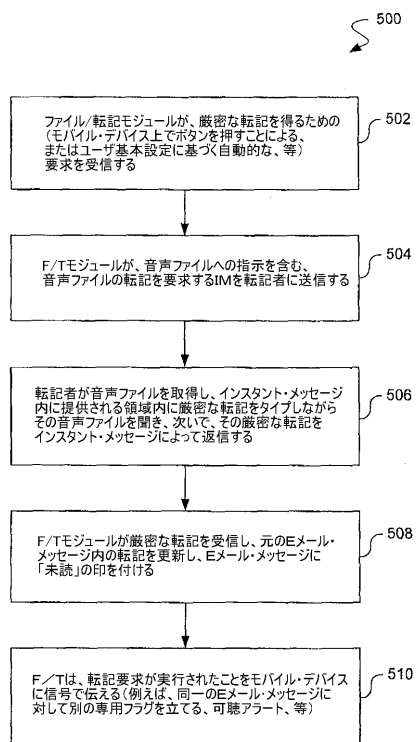 500
ファイル/転記モジュールが、厳密な転記を得るための
(モバイル・デバイス上でボタンを押すことによる、
またはユーザ基本設定に基づく自動的な、等)
要求を受信する
502
F/Tモジュールが、音声ファイルへの指示を含む、
音声ファイルの転記を要求するIMを転記者に送信する
504
転記者が音声ファイルを取得し、インスタント・メッセージ
内に提供される領域内に厳密な転記をタイプしながら
その音声ファイルを聞き、次いで、その厳密な転記を
インスタント・メッセージによって返信する
506
F/Tモジュールが厳密な転記を受信し、元のEメール・
メッセージ内の転記を更新し、Eメール・メッセージに
「未読」の印を付ける
508
F/Tは、転記要求が実行されたことをモバイル・デバイス
に信号で伝える(例えば、同一のEメール・メッセージに
対して別の専用フラグを立てる、可聴アラート、等)
510